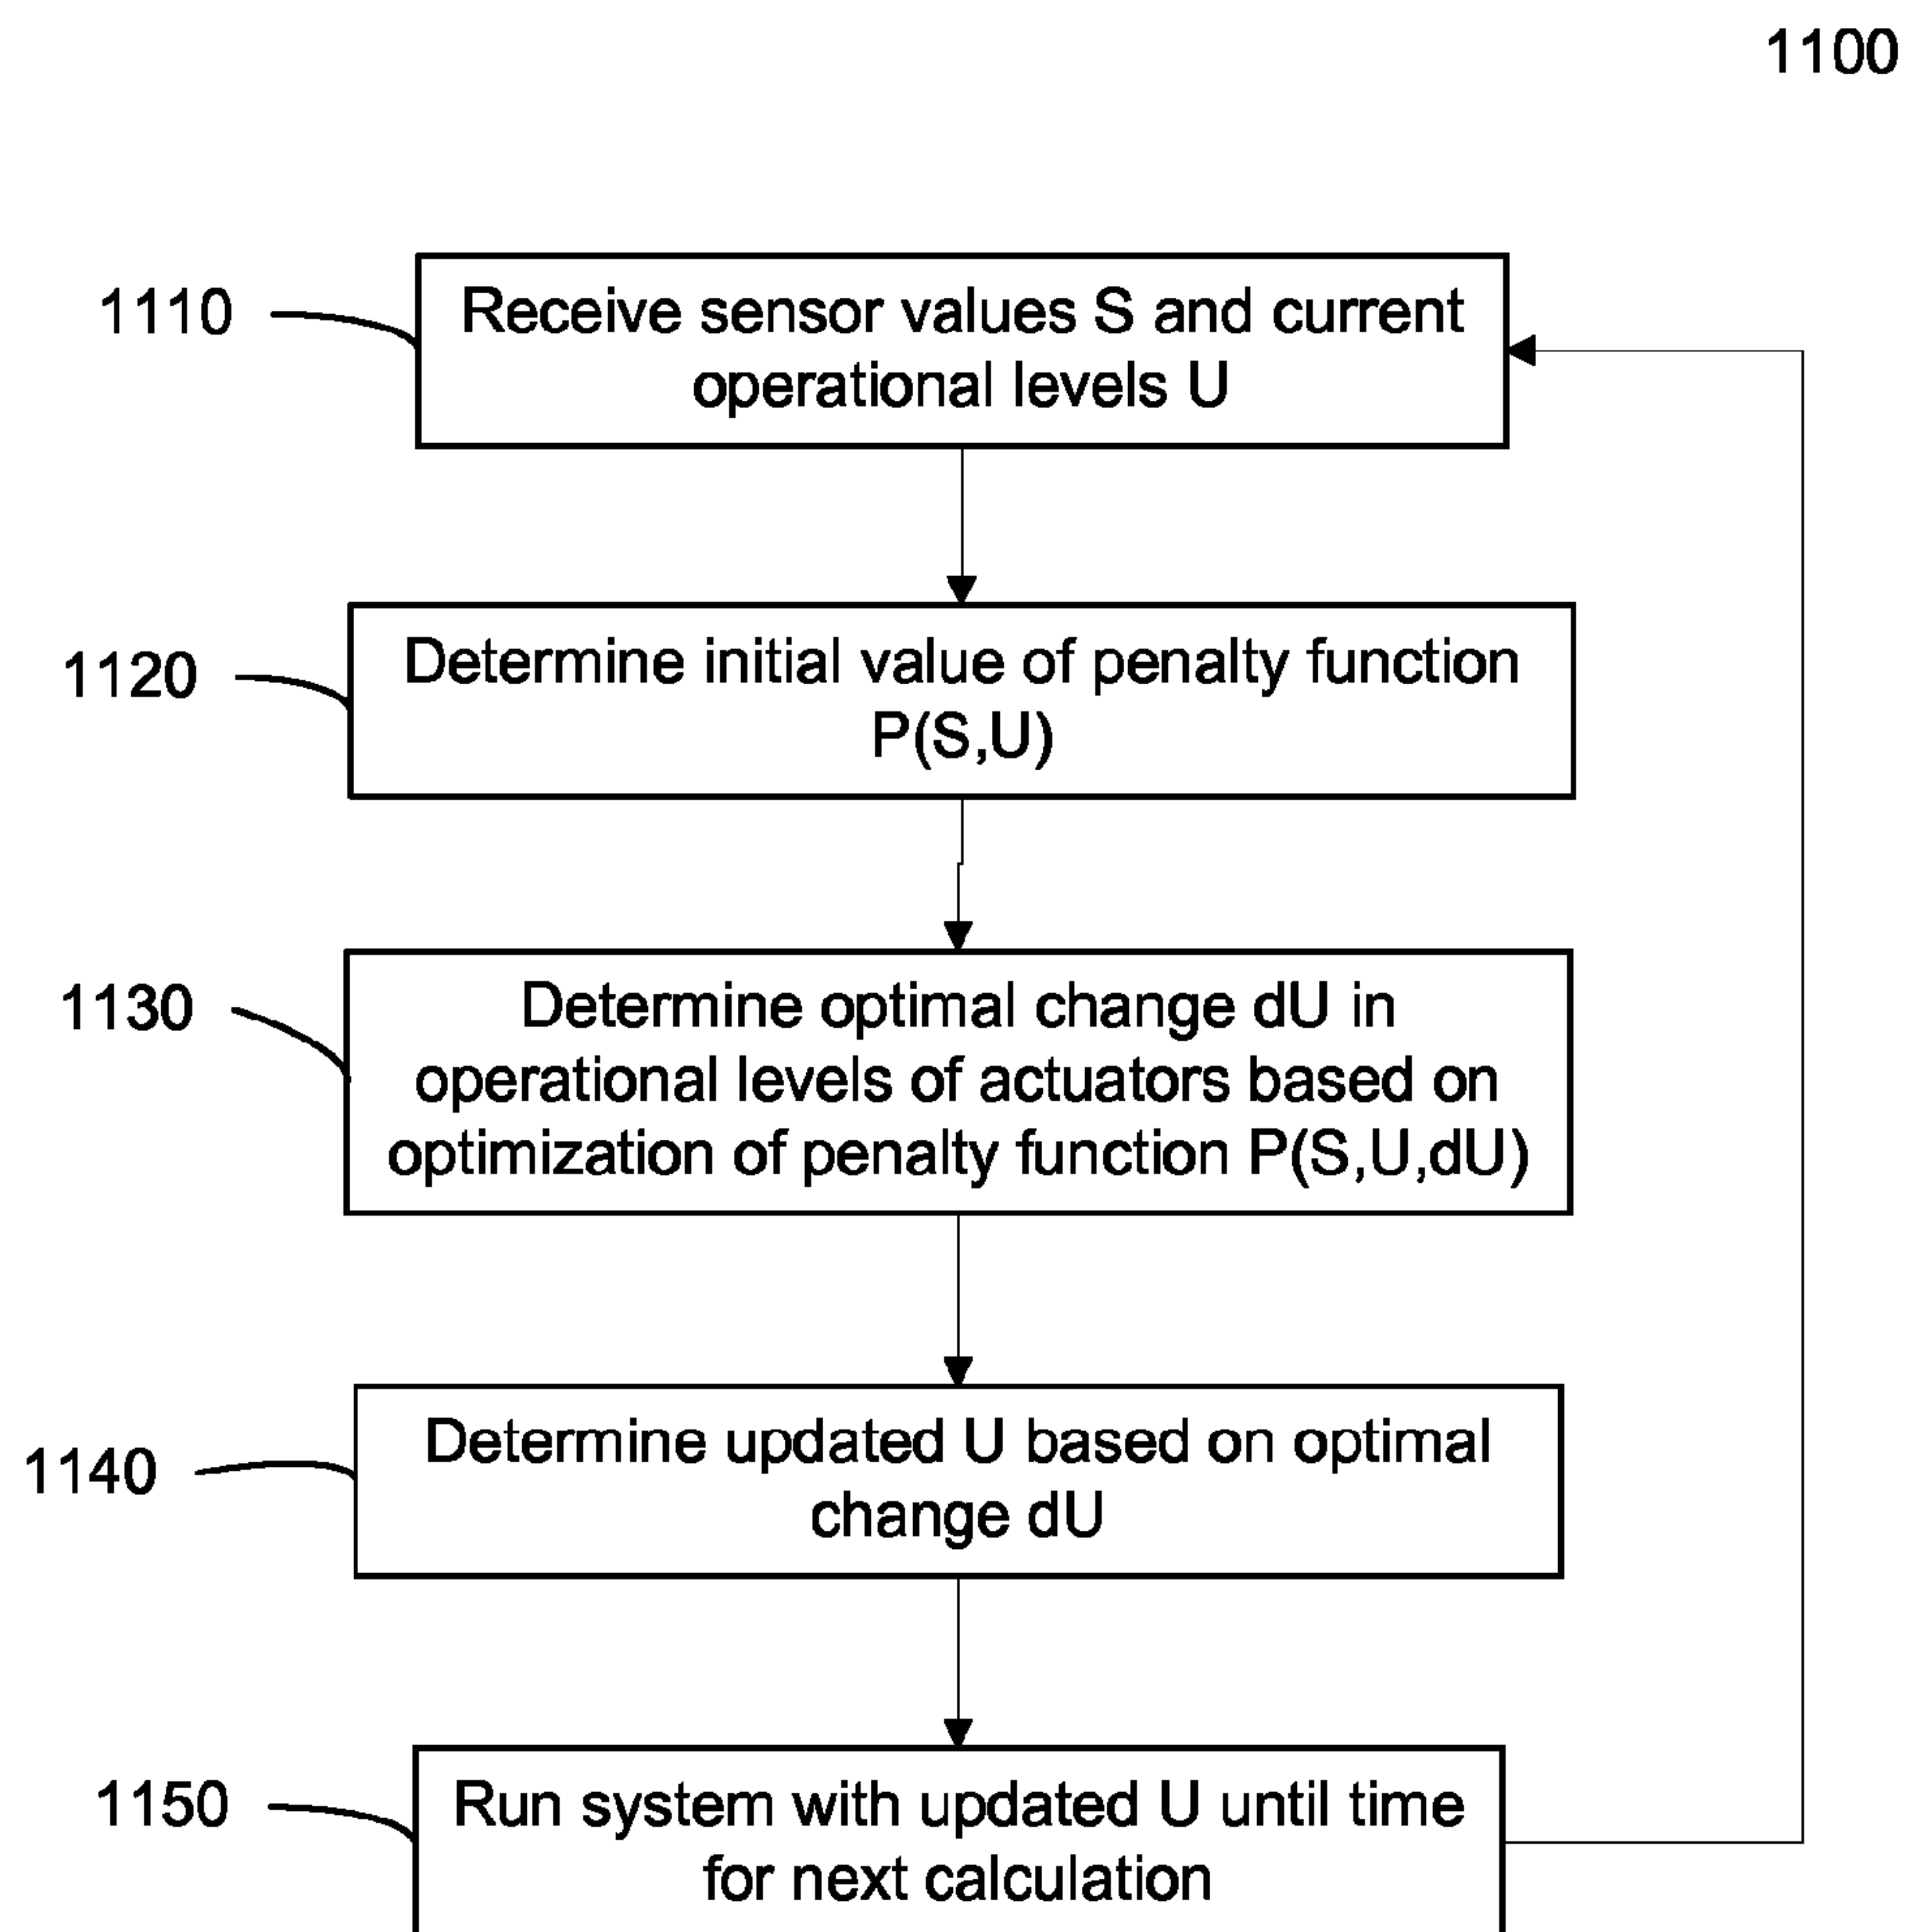 1100
1110
Receive sensor values S and current
operational levels U
1120
Determine initial value of penalty function
P(S,U)
1130
Determine optimal change dU in
operational levels of actuators based on
optimization of penalty function P(S,U,dU)
1140
Determine updated U based on optimal
change dU
1150
Run system with updated U until time
for next calculation